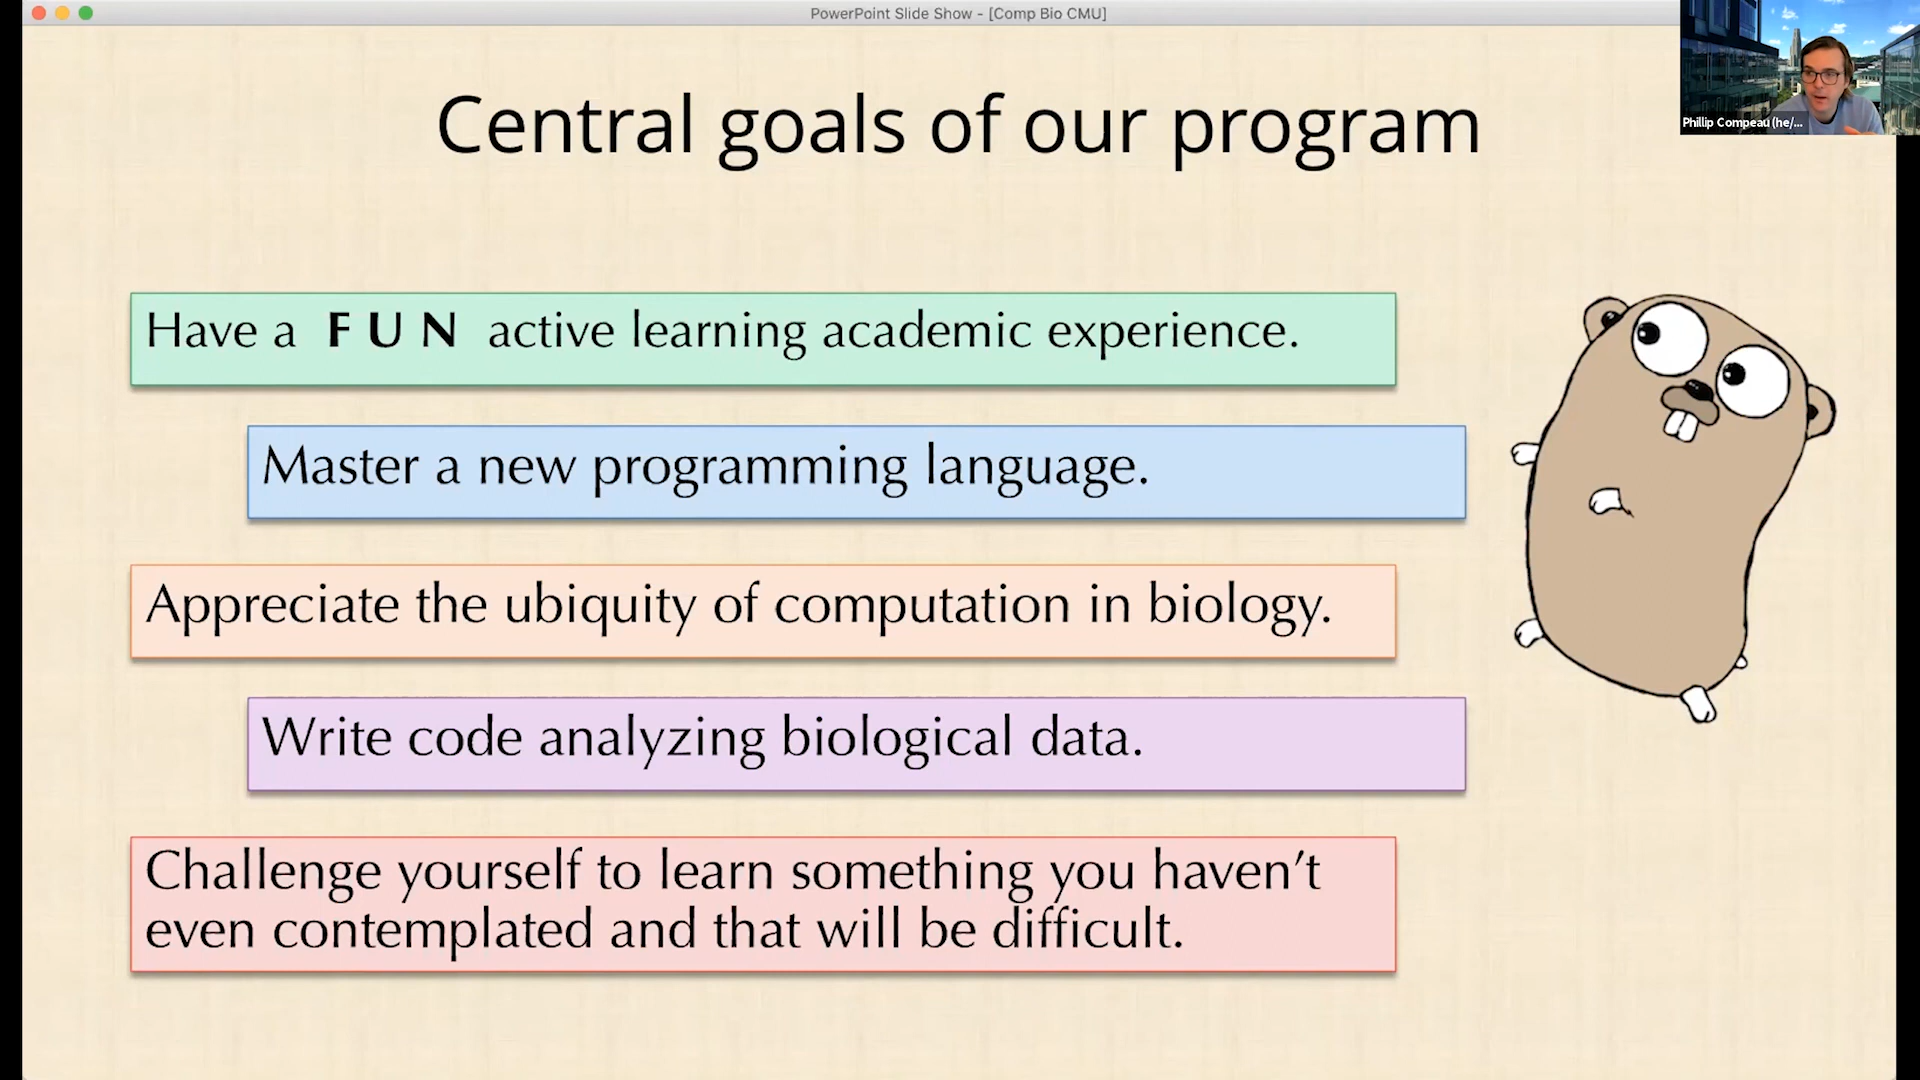 PowerPoint Slide Show - [Comp Bio CMU]
Phillip Compeau (he/...
Central goals of our program
Have a F U N active learning academic experience.
Master a new programming language.
Appreciate the ubiquity of computation in biology.
Write code analyzing biological data.
Challenge yourself to learn something you haven’t
even contemplated and that will be difficult.